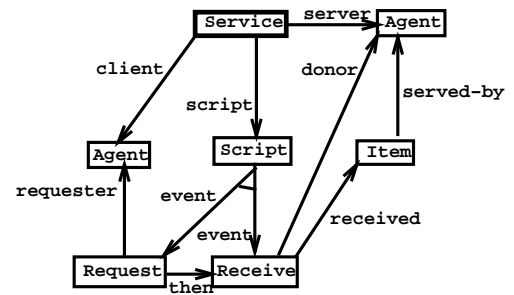 Service
server
Agent
client
donor
script
served-by
Agent
Script
Item
requester
event
received
event
Request
then
Receive